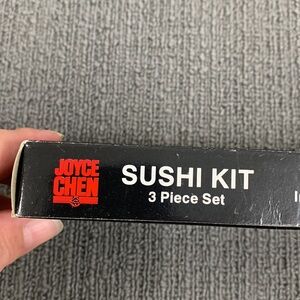 JOYCE
CHEN
SUSHI KIT
3 Piece Set